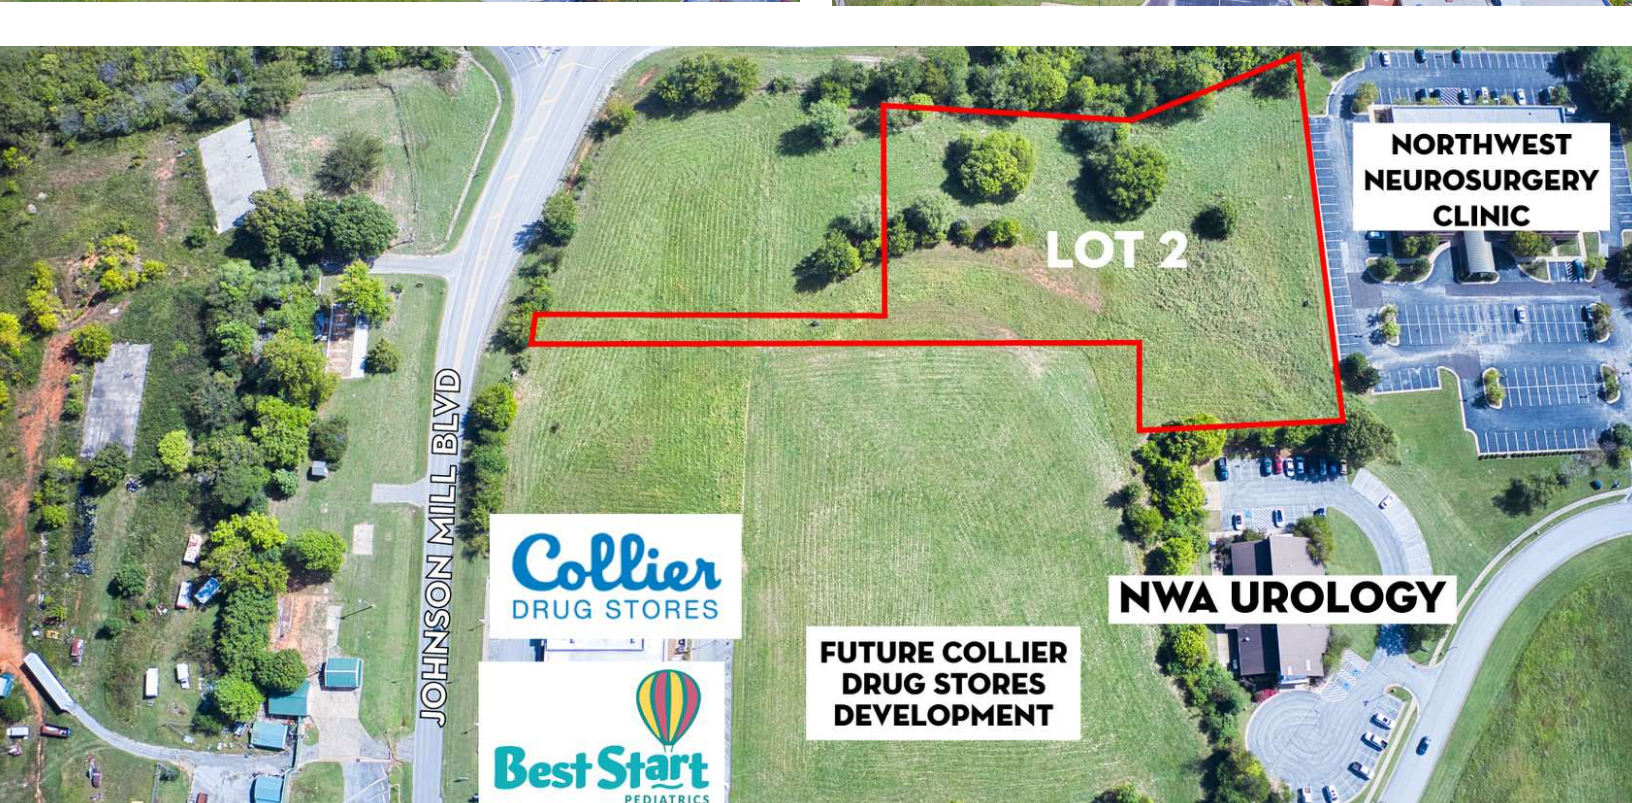 NORTHWEST
NEUROSURGERY
CLINIC
LOT 2
JOHNSON MILL BLVD
Collier
DRUG STORES
NWA UROLOGY
FUTURE COLLIER
DRUG STORES
DEVELOPMENT
Best Start
PEDIATRICS